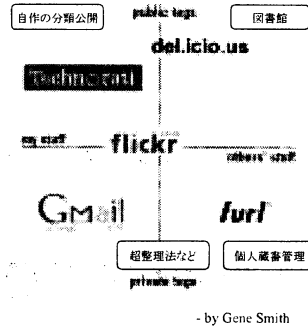 自作の分類公開
public tags
図書館
del.icio.us
Technorati
my stuff
flickr
others' stuff
GMail
furl
超整理法など
個人蔵書管理
private tags
- by Gene Smith